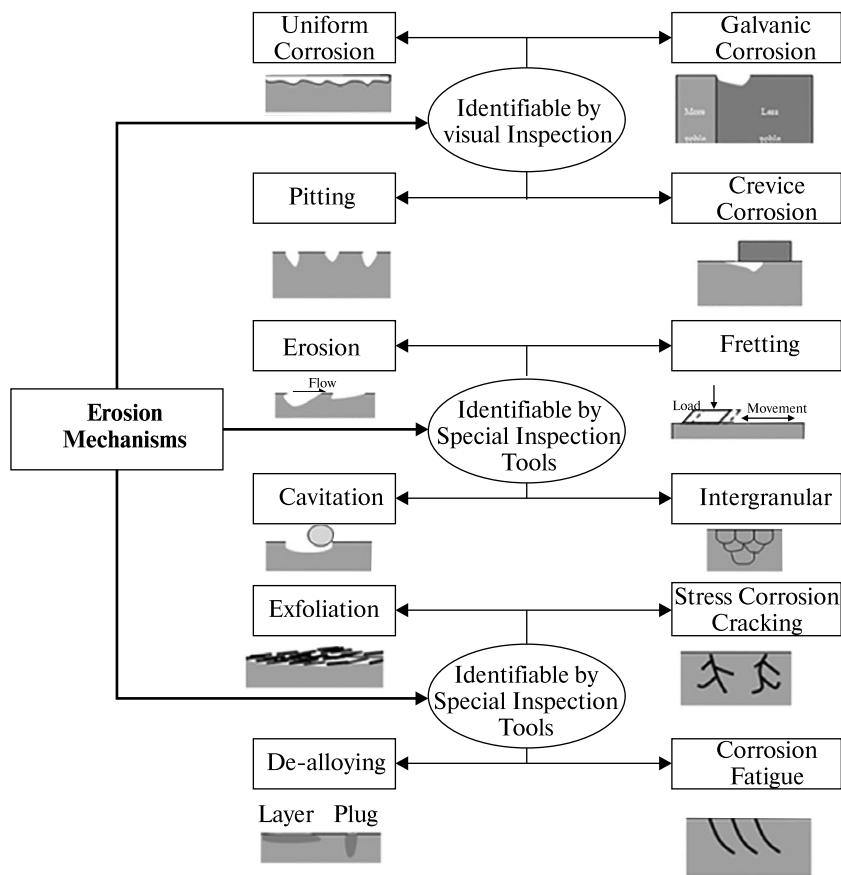 Uniform
Corrosion
Galvanic
Corrosion
Identifiable by
visual Inspection
More
noble
Less
noble
Pitting
Crevice
Corrosion
Erosion
Fretting
Flow
Erosion
Mechanisms
Identifiable by
Special Inspection
Tools
Load
Movement
Cavitation
Intergranular
Exfoliation
Stress Corrosion
Cracking
Identifiable by
Special Inspection
Tools
De-alloying
Corrosion
Fatigue
Layer Plug